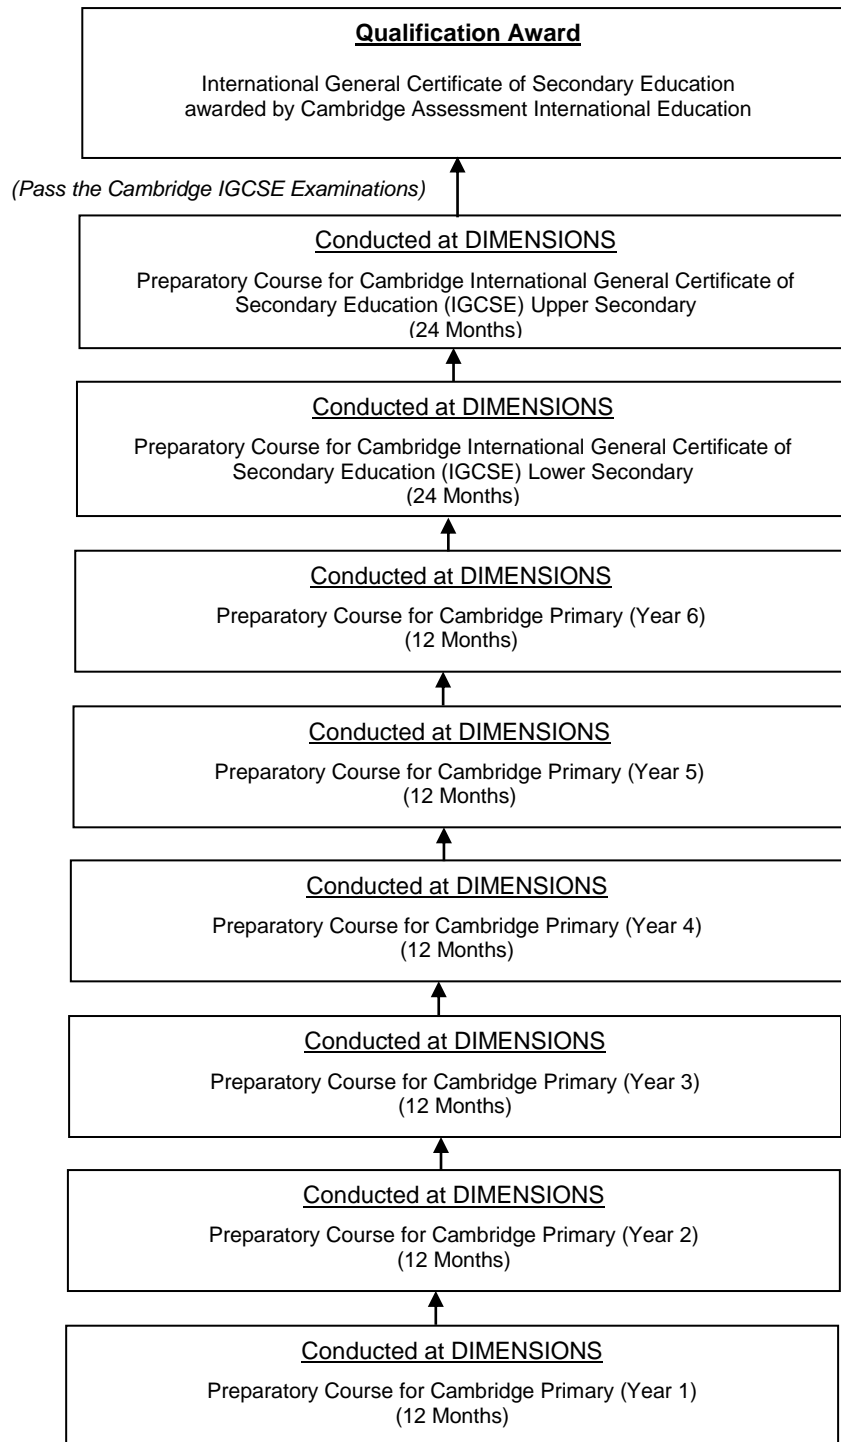 Qualification Award
International General Certificate of Secondary Education
awarded by Cambridge Assessment International Education
(Pass the Cambridge IGCSE Examinations)
Conducted at DIMENSIONS
Preparatory Course for Cambridge International General Certificate of
Secondary Education (IGCSE) Upper Secondary
(24 Months)
Conducted at DIMENSIONS
Preparatory Course for Cambridge International General Certificate of
Secondary Education (IGCSE) Lower Secondary
(24 Months)
Conducted at DIMENSIONS
Preparatory Course for Cambridge Primary (Year 6)
(12 Months)
Conducted at DIMENSIONS
Preparatory Course for Cambridge Primary (Year 5)
(12 Months)
Conducted at DIMENSIONS
Preparatory Course for Cambridge Primary (Year 4)
(12 Months)
Conducted at DIMENSIONS
Preparatory Course for Cambridge Primary (Year 3)
(12 Months)
Conducted at DIMENSIONS
Preparatory Course for Cambridge Primary (Year 2)
(12 Months)
Conducted at DIMENSIONS
Preparatory Course for Cambridge Primary (Year 1)
(12 Months)